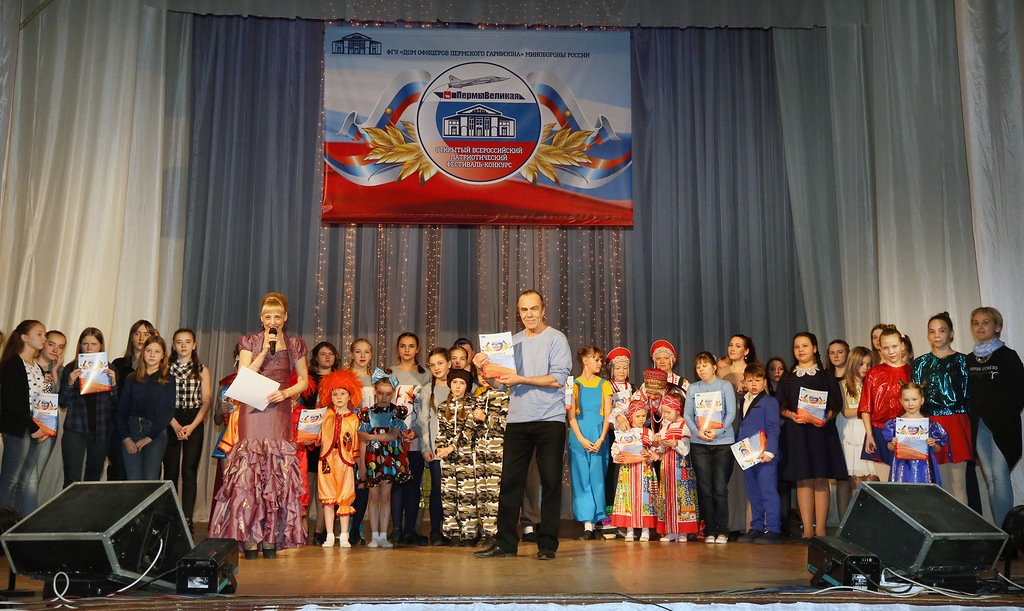 ФГУ «ДОМ ОФИЦЕРОВ ПЕРМСКОГО ГАРНИЗОНА» МИНОБОРОНЫ РОССИИ
ПермьВеликая
ОТКРЫТЫЙ ВСЕРОССИЙСКИЙ
ПАТРИОТИЧЕСКИЙ
ФЕСТИВАЛЬ-КОНКУРС